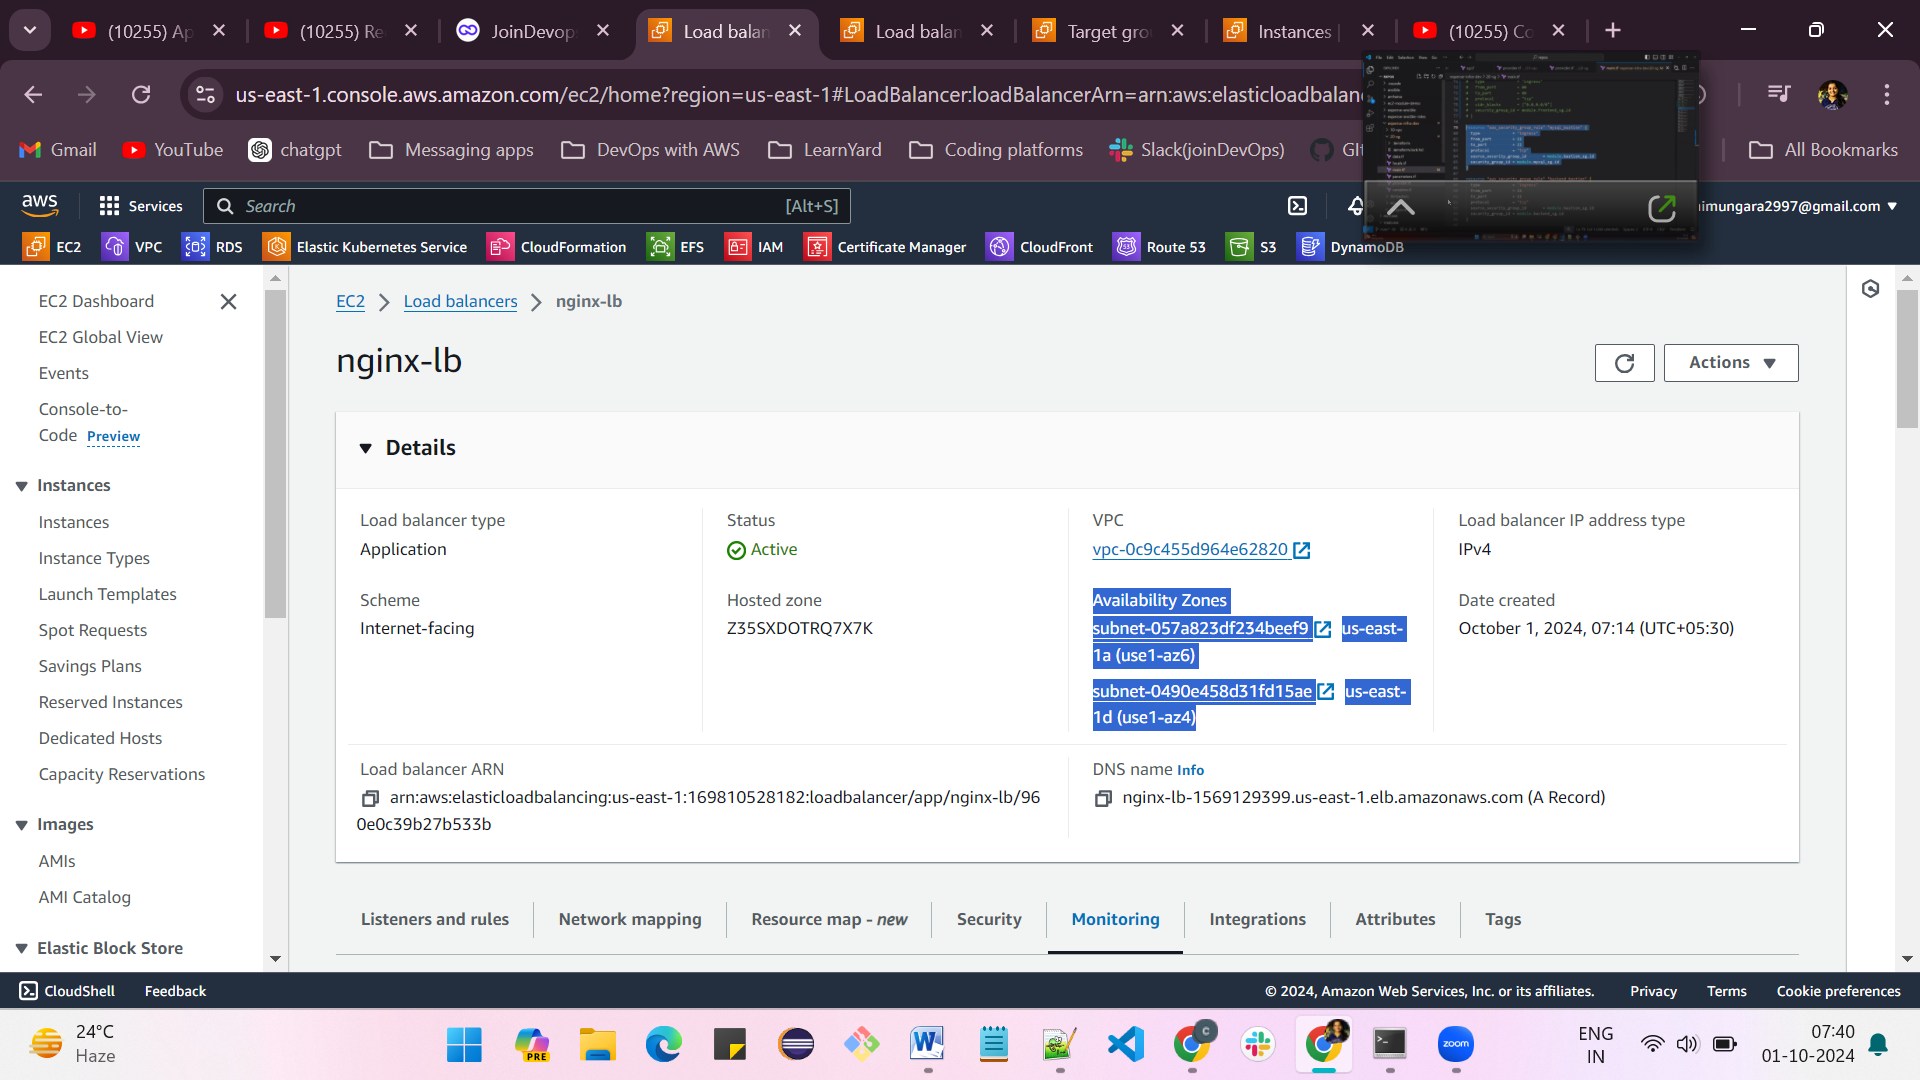 (10255) Ap
(10255) Re
JoinDevop
Load balan
Load balan
Target gro
Instances |
(10255) Co
us-east-1.console.aws.amazon.com/ec2/home?region=us-east-1#LoadBalancer:loadBalancerArn=arn:aws:elasticloadbalan
Gmail
YouTube
chatgpt
Messaging apps
DevOps with AWS
LearnYard
Coding platforms
Slack(joinDevOps)
All Bookmarks
aws
Services
Search
[Alt+S]
imungara2997@gmail.com
EC2
VPC
RDS
Elastic Kubernetes Service
CloudFormation
EFS
IAM
Certificate Manager
CloudFront
Route 53
S3
DynamoDB
EC2 Dashboard
EC2 Global View
Events
Console-to-
Code Preview
Instances
Instances
Instance Types
Launch Templates
Spot Requests
Savings Plans
Reserved Instances
Dedicated Hosts
Capacity Reservations
Images
AMIs
AMI Catalog
Elastic Block Store
EC2
Load balancers
nginx-lb
nginx-lb
Actions
Details
Load balancer type
Application
Status
Active
VPC
vpc-0c9c455d964e62820
Load balancer IP address type
IPv4
Scheme
Internet-facing
Hosted zone
Z35SXDOTRQ7X7K
Availability Zones
subnet-057a823df234beef9 us-east-
1a (use1-az6)
subnet-0490e458d31fd15ae us-east-
1d (use1-az4)
Date created
October 1, 2024, 07:14 (UTC+05:30)
Load balancer ARN
arn:aws:elasticloadbalancing:us-east-1:169810528182:loadbalancer/app/nginx-lb/96
0e0c39b27b533b
DNS name Info
nginx-lb-1569129399.us-east-1.elb.amazonaws.com (A Record)
Listeners and rules
Network mapping
Resource map - new
Security
Monitoring
Integrations
Attributes
Tags
CloudShell
Feedback
© 2024, Amazon Web Services, Inc. or its affiliates.
Privacy
Terms
Cookie preferences
24°C
Haze
PRE
C
zoom
ENG
IN
07:40
01-10-2024